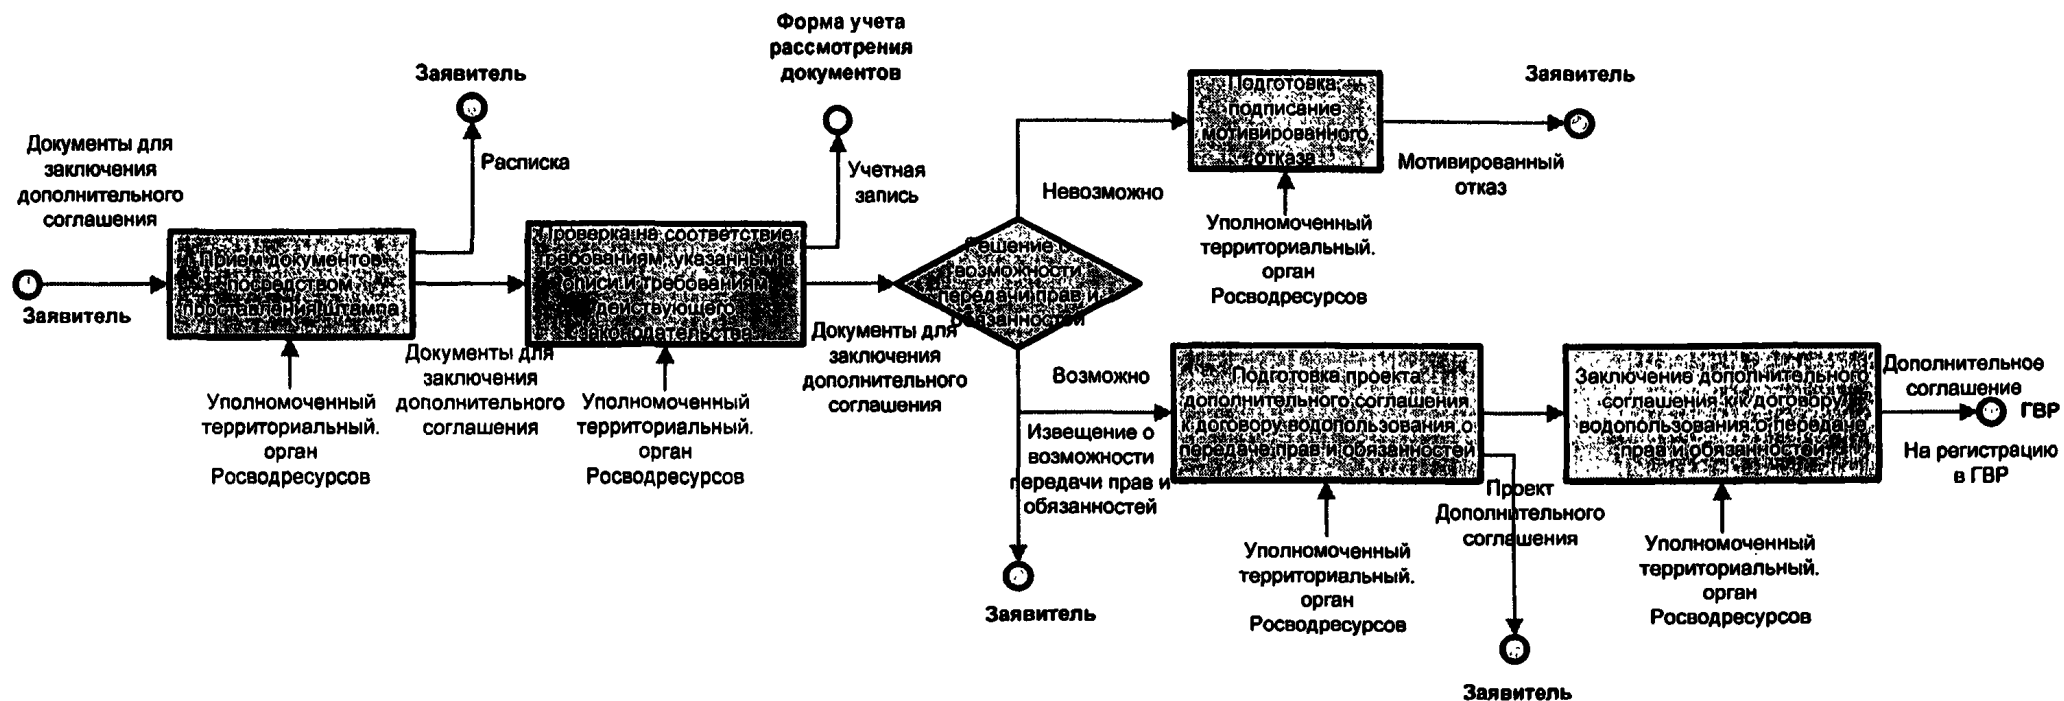 Форма учета
рассмотрения
документов
Заявитель
Заявитель
Документы для
заключения
дополнительного
соглашения
Расписка
Учетная
запись
Невозможно
Подготовка,
подписание
мотивированного
отказа
Мотивированный
отказ
Уполномоченный
территориальный.
орган
Росводресурсов
Заявитель
Прием документов
посредством
проставления штампа
Проверка на соответствие
требованиям, указанным в
описи и требованиям
действующего
законодательства
Решение о
возможности
передачи прав и
обязанностей
Документы для
заключения
дополнительного
соглашения
Документы для
заключения
дополнительного
соглашения
Уполномоченный
территориальный.
орган
Росводресурсов
Уполномоченный
территориальный.
орган
Росводресурсов
Возможно
Извещение о
возможности
передачи прав и
обязанностей
Заявитель
Подготовка проекта
дополнительного соглашения
к договору водопользования о
передаче прав и обязанностей
Заключение дополнительного
соглашения к договору
водопользования о передаче
прав и обязанностей
Дополнительное
соглашение
ГВР
На регистрацию
в ГВР
Проект
Дополнительного
соглашения
Уполномоченный
территориальный.
орган
Росводресурсов
Уполномоченный
территориальный.
орган
Росводресурсов
Заявитель